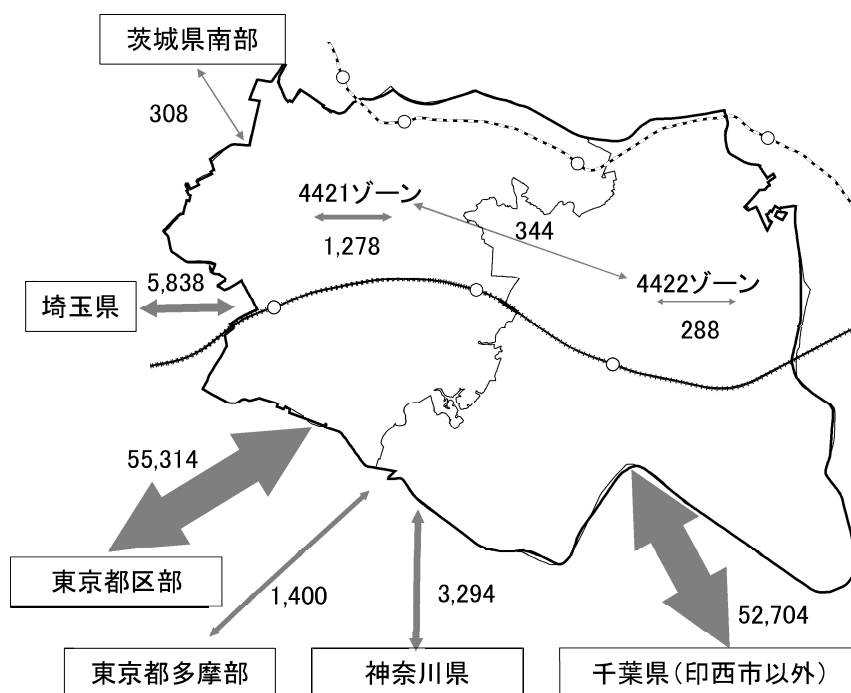 茨城県南部
308
4421ゾーン
1,278
344
4422ゾーン
288
5,838
埼玉県
55,314
東京都区部
1,400
東京都多摩部
3,294
神奈川県
52,704
千葉県（印西市以外）